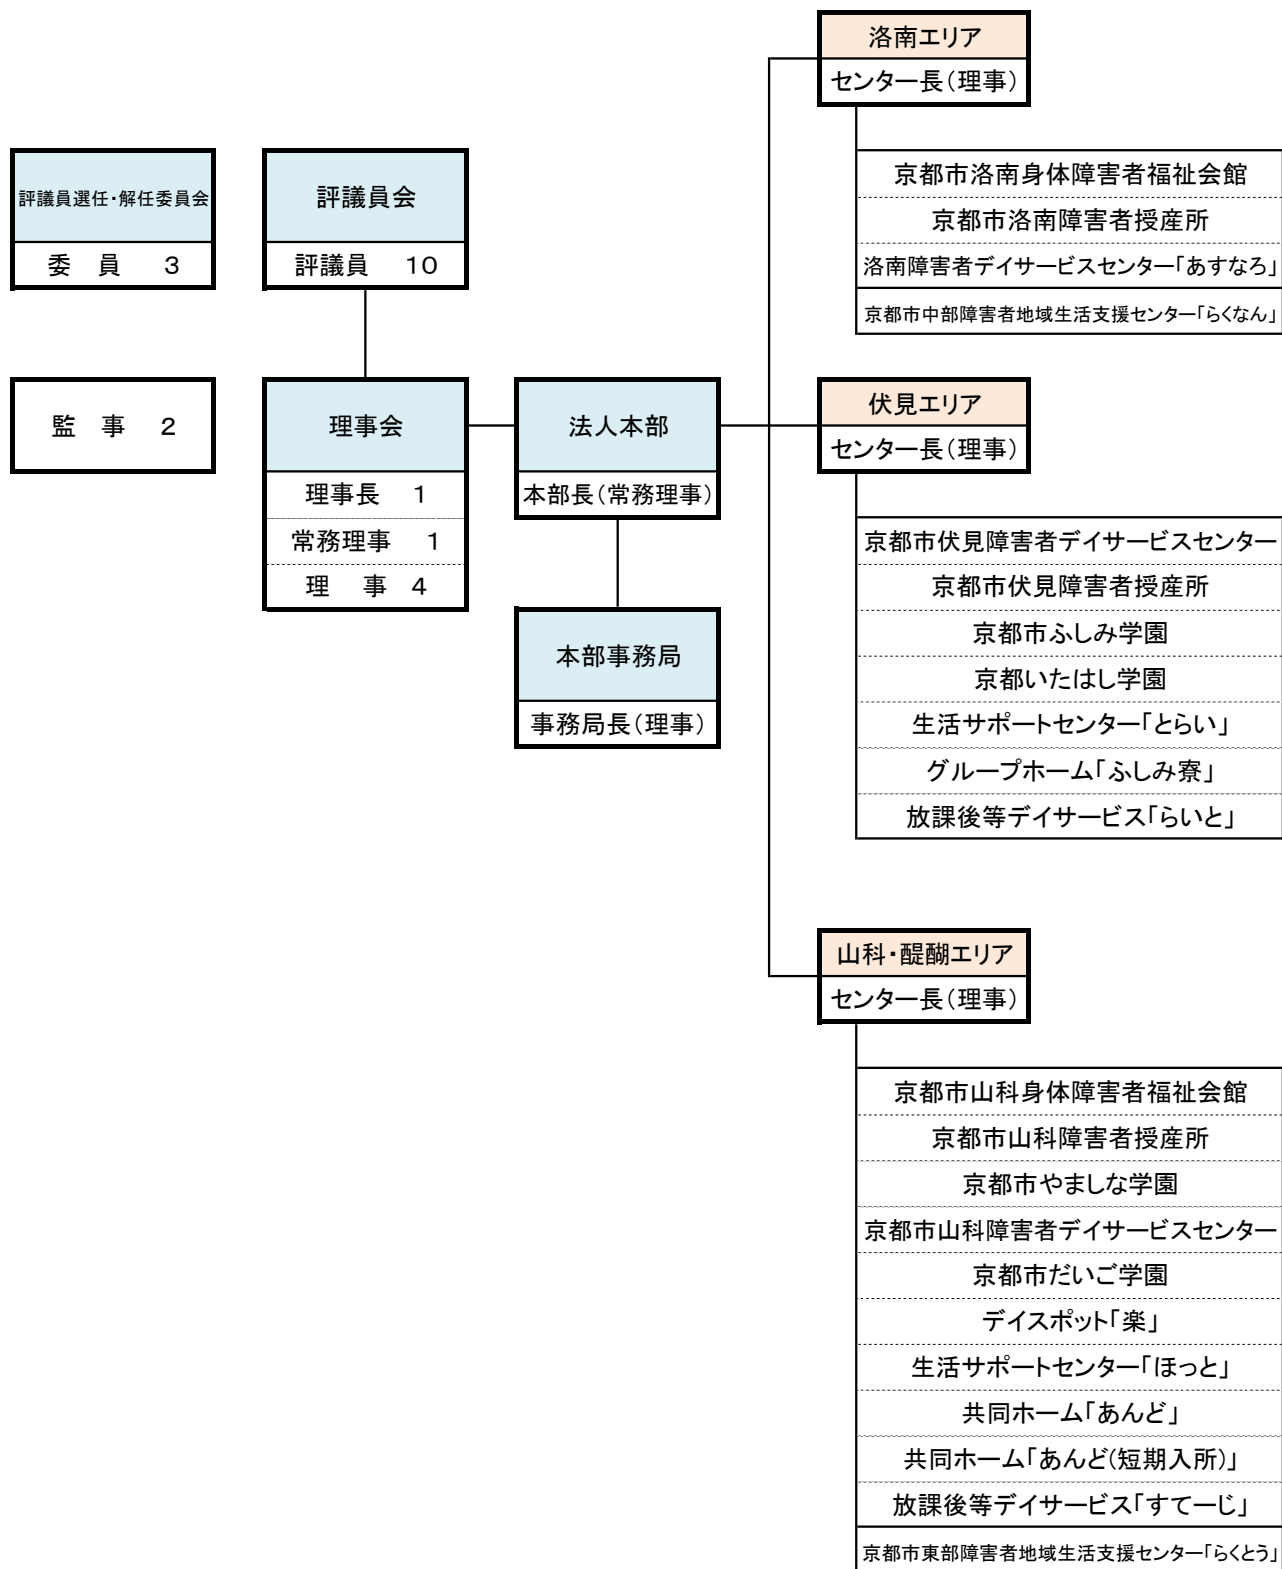 評議員選任・解任委員会
委　員　3
監　事　2
評議員会
評議員　10
理事会
理事長　1
常務理事　1
理　事　4
法人本部
本部長（常務理事）
本部事務局
事務局長（理事）
洛南エリア
センター長（理事）
京都市洛南身体障害者福祉会館
京都市洛南障害者授産所
洛南障害者デイサービスセンター「あすなろ」
京都市中部障害者地域生活支援センター「らくなん」
伏見エリア
センター長（理事）
京都市伏見障害者デイサービスセンター
京都市伏見障害者授産所
京都市ふしみ学園
京都いたはし学園
生活サポートセンター「とらい」
グループホーム「ふしみ寮」
放課後等デイサービス「らいと」
山科・醍醐エリア
センター長（理事）
京都市山科身体障害者福祉会館
京都市山科障害者授産所
京都市やましな学園
京都市山科障害者デイサービスセンター
京都市だいご学園
デイスポット「楽」
生活サポートセンター「ほっと」
共同ホーム「あんど」
共同ホーム「あんど(短期入所)」
放課後等デイサービス「すてーじ」
京都市東部障害者地域生活支援センター「らくとう」